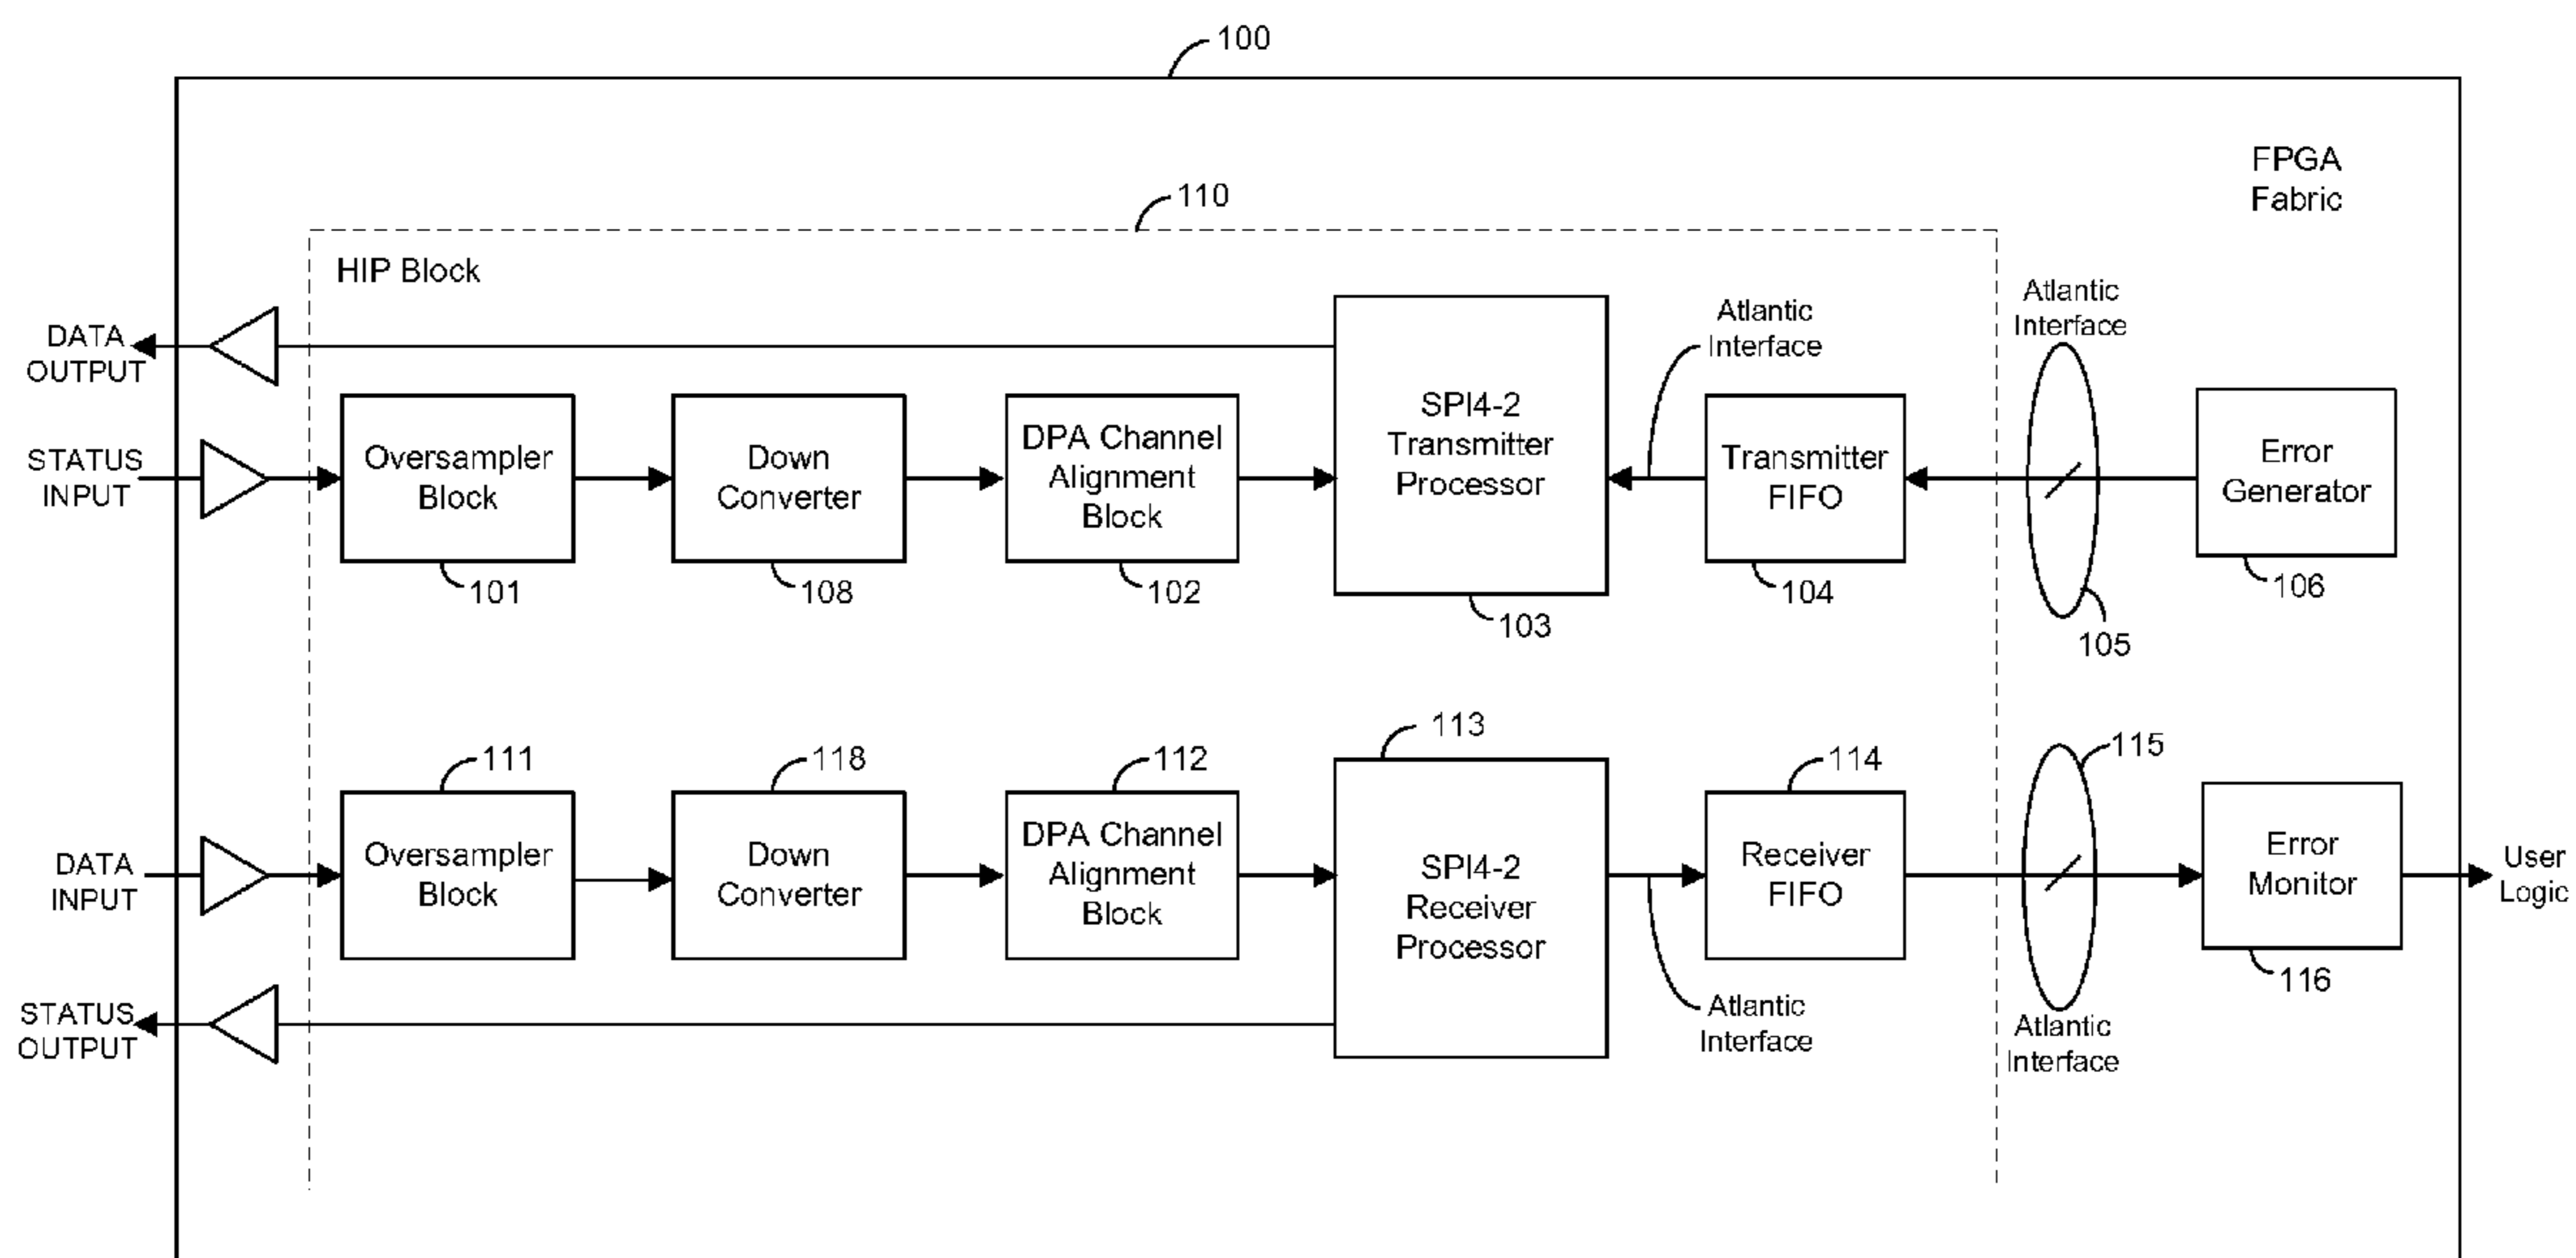 100
FPGA
Fabric
110
HIP Block
DATA
OUTPUT
STATUS
INPUT
Oversampler
Block
101
Down
Converter
108
DPA Channel
Alignment
Block
102
SPI4-2
Transmitter
Processor
103
Atlantic
Interface
Transmitter
FIFO
104
Atlantic
Interface
105
Error
Generator
106
DATA
INPUT
STATUS
OUTPUT
111
Oversampler
Block
118
Down
Converter
112
DPA Channel
Alignment
Block
113
SPI4-2
Receiver
Processor
Atlantic
Interface
114
Receiver
FIFO
115
Atlantic
Interface
Error
Monitor
116
User
Logic